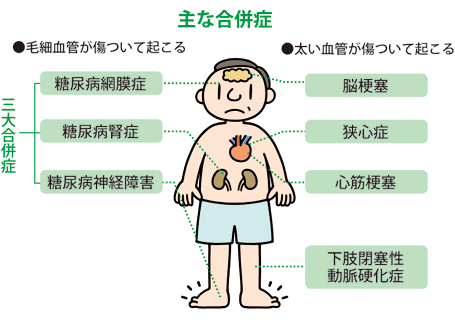 主な合併症
●毛細血管が傷ついて起こる
●太い血管が傷ついて起こる
三大合併症
糖尿病網膜症
糖尿病腎症
糖尿病神経障害
脳梗塞
狭心症
心筋梗塞
下肢閉塞性
動脈硬化症